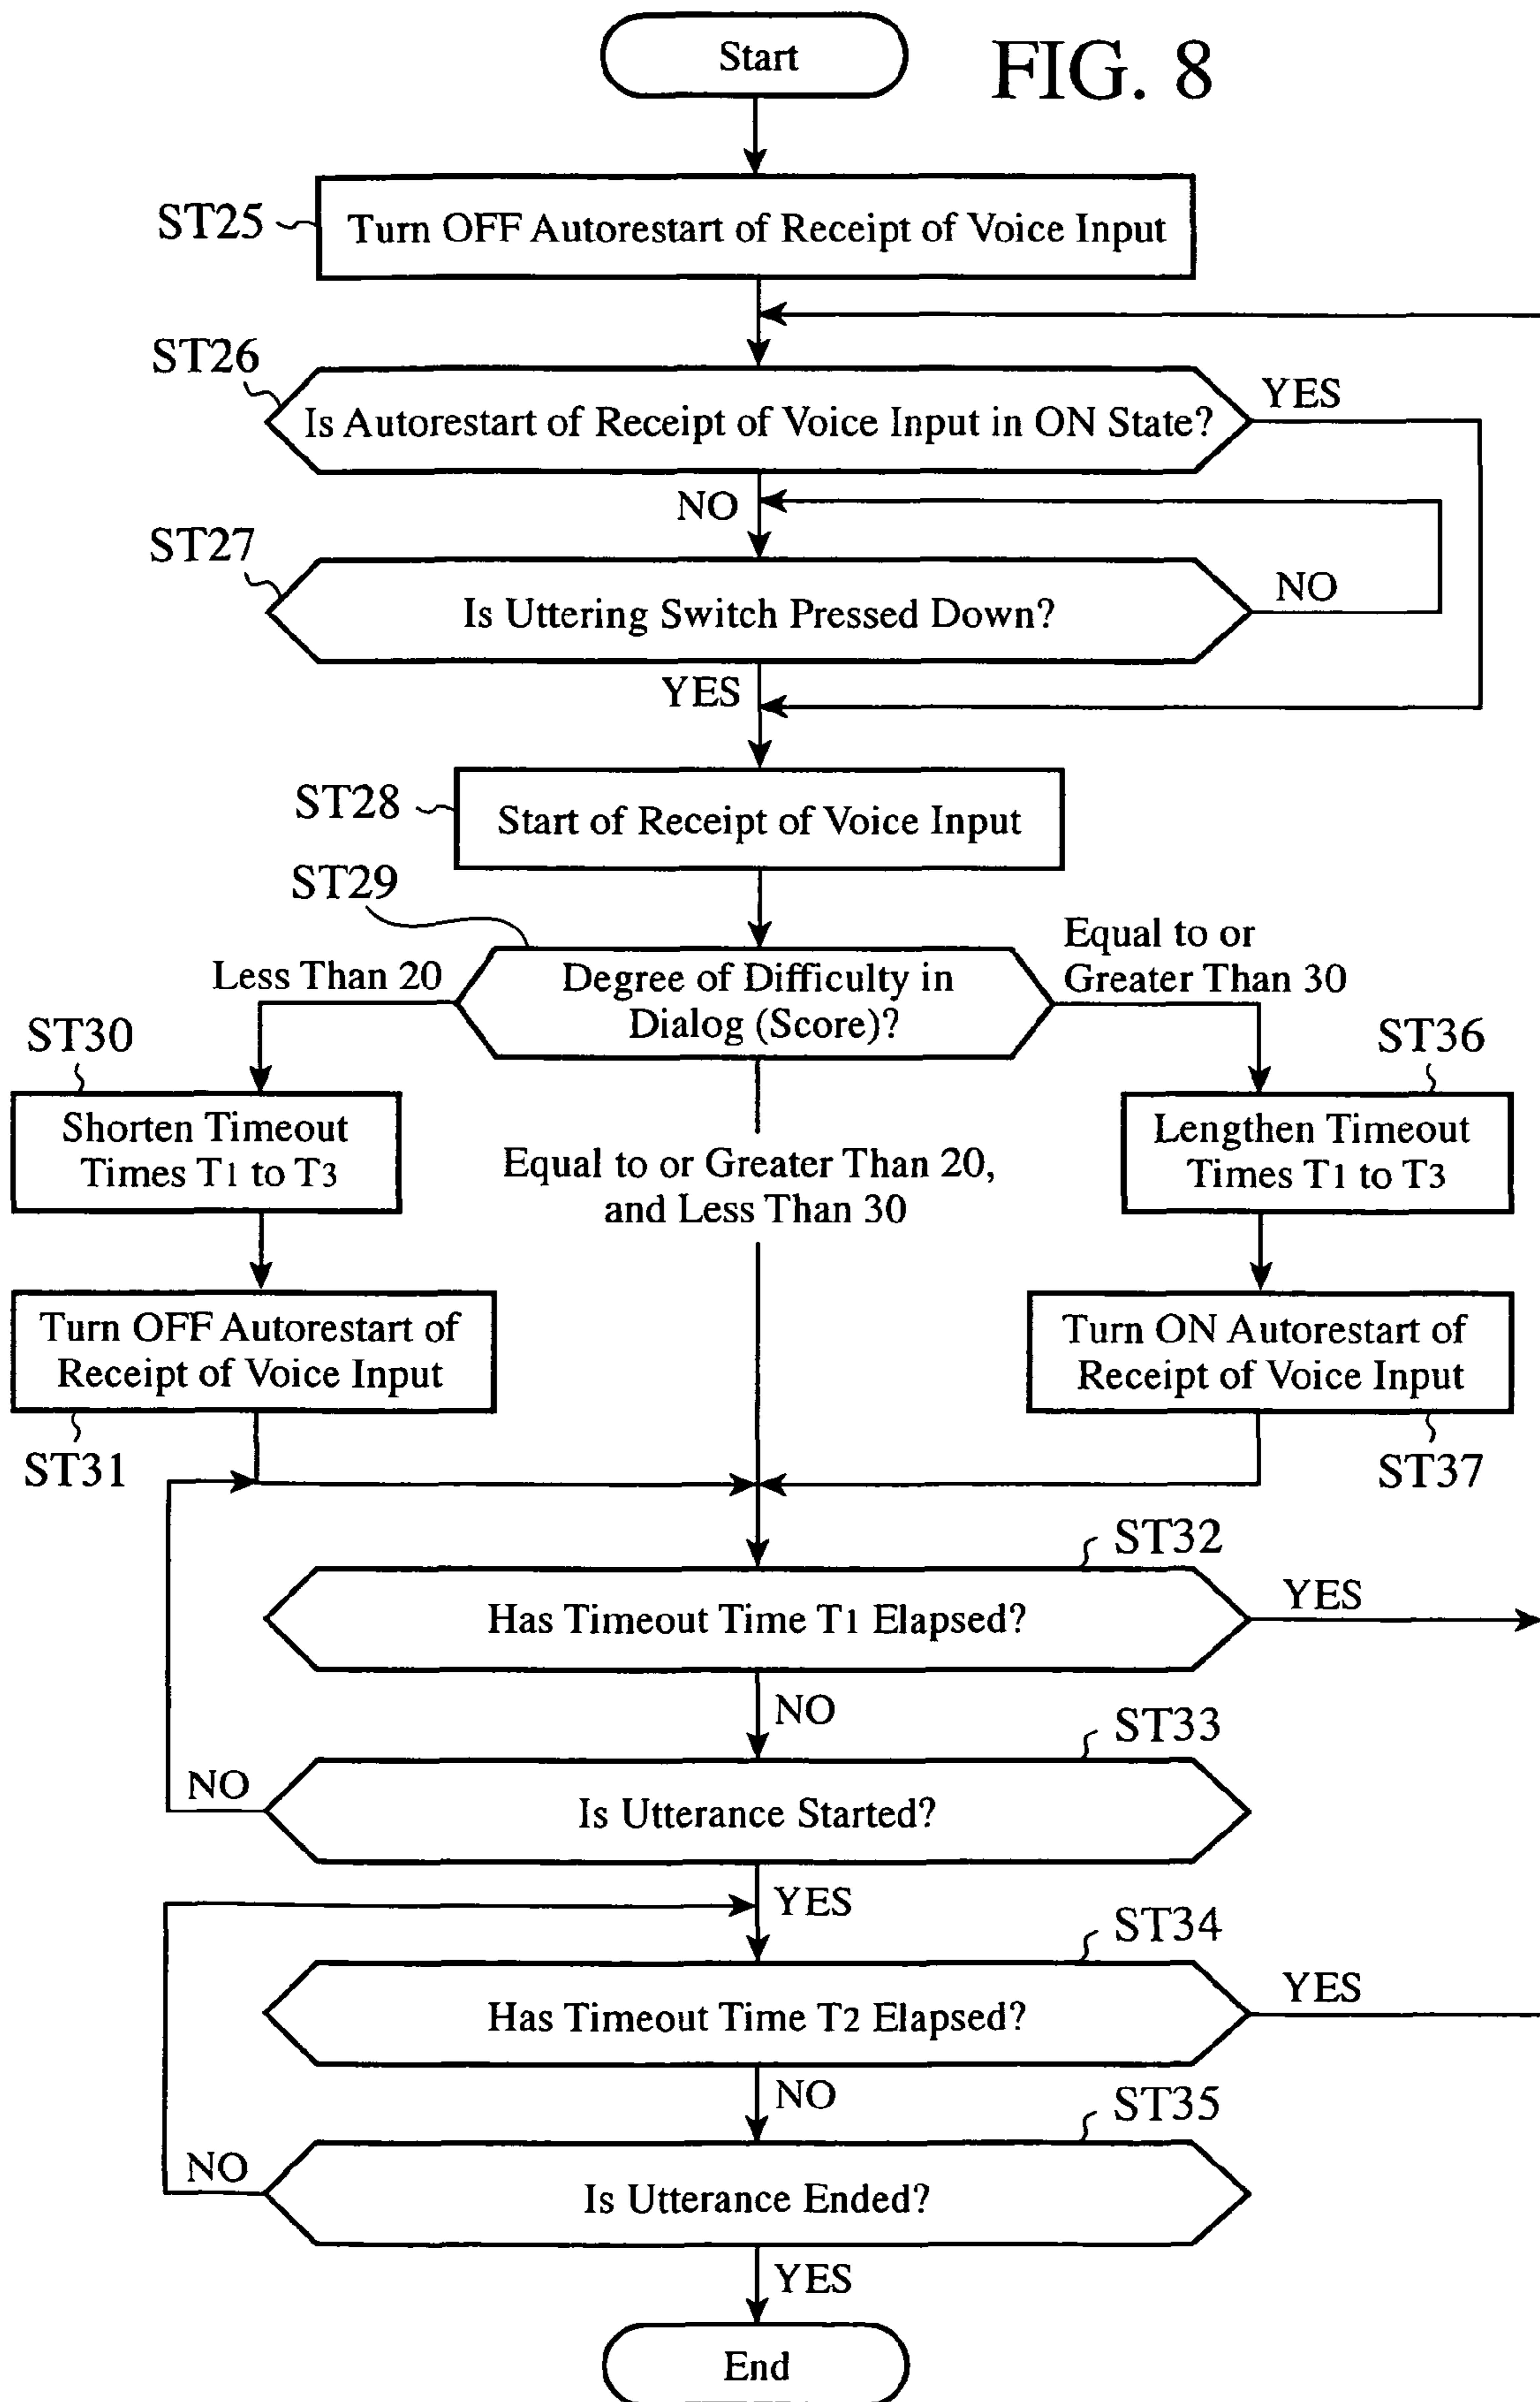 Start
FIG. 8
ST25
Turn OFF Autorestart of Receipt of Voice Input
ST26
Is Autorestart of Receipt of Voice Input in ON State?
YES
NO
ST27
Is Uttering Switch Pressed Down?
NO
YES
ST28
Start of Receipt of Voice Input
ST29
Degree of Difficulty in
Dialog (Score)?
Less Than 20
Equal to or
Greater Than 30
ST30
Shorten Timeout
Times T1 to T3
Equal to or Greater Than 20,
and Less Than 30
ST36
Lengthen Timeout
Times T1 to T3
Turn OFF Autorestart of
Receipt of Voice Input
ST31
Turn ON Autorestart of
Receipt of Voice Input
ST37
ST32
Has Timeout Time T1 Elapsed?
YES
NO
ST33
Is Utterance Started?
NO
YES
ST34
Has Timeout Time T2 Elapsed?
YES
NO
ST35
Is Utterance Ended?
NO
YES
End